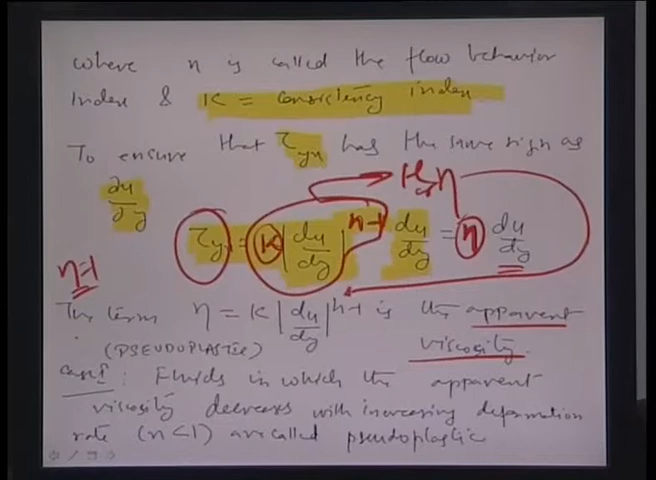 where n is called the flow behavior
index & K = consistency index
To ensure that τyx has the same sign as
∂u/∂y
τyx = K |du/dy|^n-1 du/dy = η du/dy
n-1
The term η = K |du/dy|^n-1 is the apparent
(PSEUDOPLASTIC) viscosity.
Case I: Fluids in which the apparent
viscosity decreases with increasing deformation
rate (n<1) are called pseudoplastic